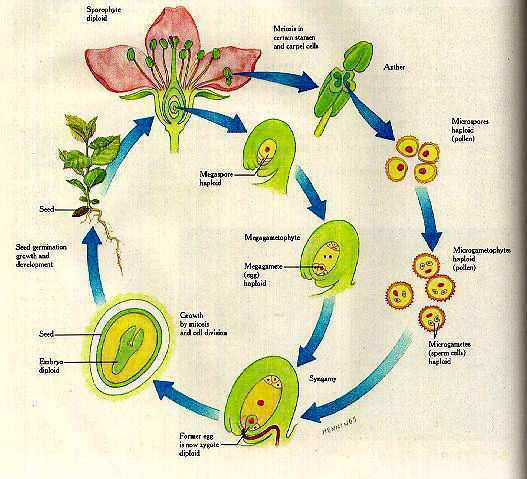 Sporophyte
diploid
Meiosis in
certain stamen
and carpel cells
Anther
Microspores
haploid
(pollen)
Megaspore
haploid
Seed
Megagametophyte
Seed germination
growth and
development
Microgametophytes
haploid
(pollen)
Megagamete
(egg)
haploid
Growth
by mitosis
and cell division
Seed
Microgametes
(sperm cells)
haploid
Embryo
diploid
Syngamy
HENNINGS
Former egg
is now zygote
diploid